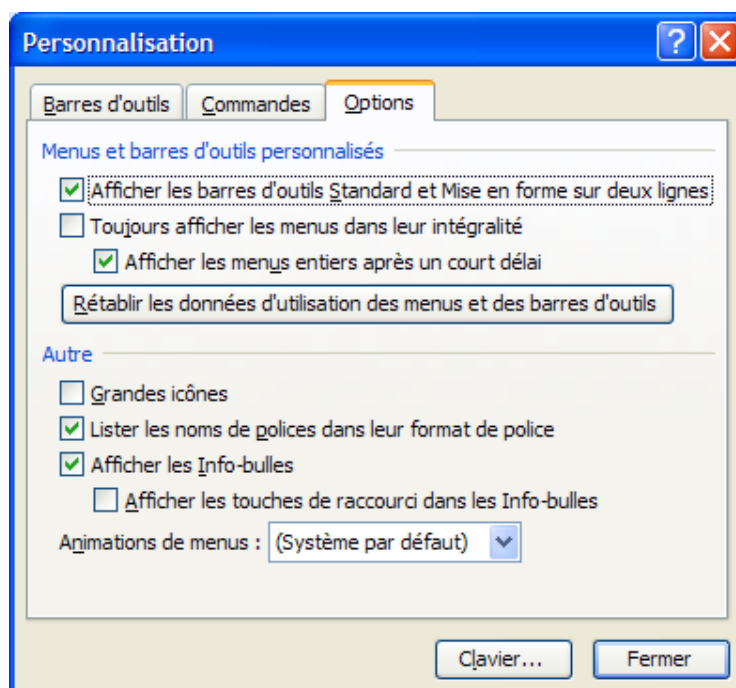 Personnalisation
Barres d'outils Commandes Options
Menus et barres d'outils personnalisés
Afficher les barres d'outils Standard et Mise en forme sur deux lignes
Toujours afficher les menus dans leur intégralité
Afficher les menus entiers après un court délai
Rétablir les données d'utilisation des menus et des barres d'outils
Autre
Grandes icônes
Lister les noms de polices dans leur format de police
Afficher les Info-bulles
Afficher les touches de raccourci dans les Info-bulles
Animations de menus : (Système par défaut)
Clavier... Fermer